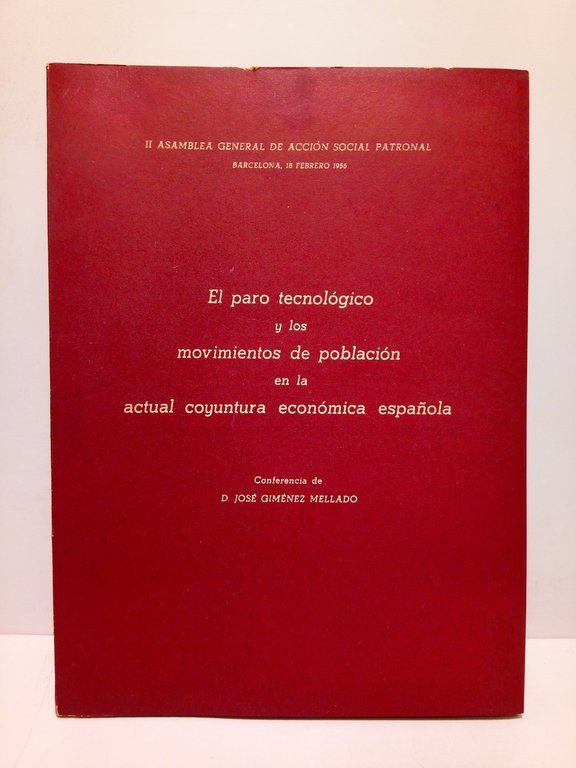 II ASAMBLEA GENERAL DE ACCIÓN SOCIAL PATRONAL
BARCELONA, 18 FEBRERO 1956
El paro tecnológico
y los
movimientos de población
en la
actual coyuntura económica española
Conferencia de
D. JOSÉ GIMÉNEZ MELLADO